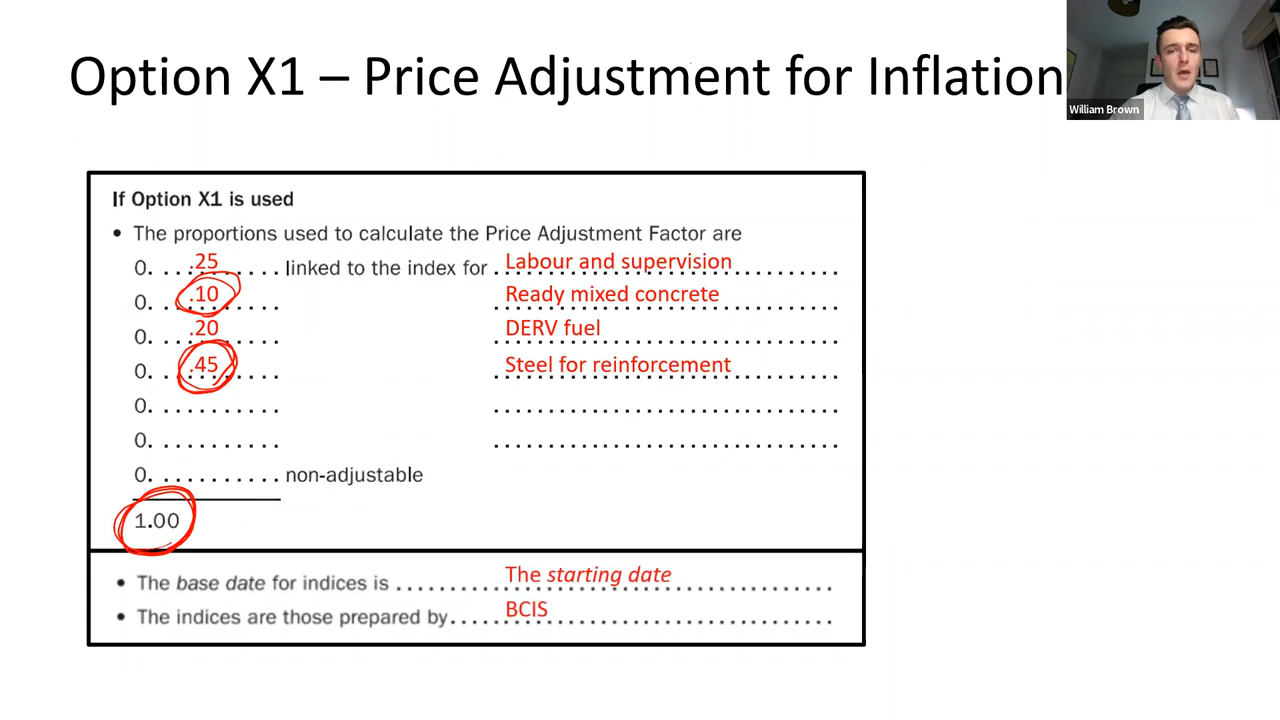 Option X1 – Price Adjustment for Inflation
William Brown
If Option X1 is used
• The proportions used to calculate the Price Adjustment Factor are
0. . . . .25 . . . . . . linked to the index for . Labour and supervision . . . . . . . .
0. . . . .10 . . . . . . Ready mixed concrete . . . . . . . .
0. . . . .20 . . . . . . DERV fuel . . . . . . . .
0. . . . .45 . . . . . . Steel for reinforcement . . . . . . . .
0. . . . . . . . . . . . . . . . . . . . . . . . . . . . . . . . . . . .
0. . . . . . . . . . . . . . . . . . . . . . . . . . . . . . . . . . . .
0. . . . . . . . . . . non-adjustable
1.00
• The base date for indices is . . . . . . . . The starting date . . . . . . . . . . . .
• The indices are those prepared by. . . . . BCIS . . . . . . . . . . . . . . . . . . . . .